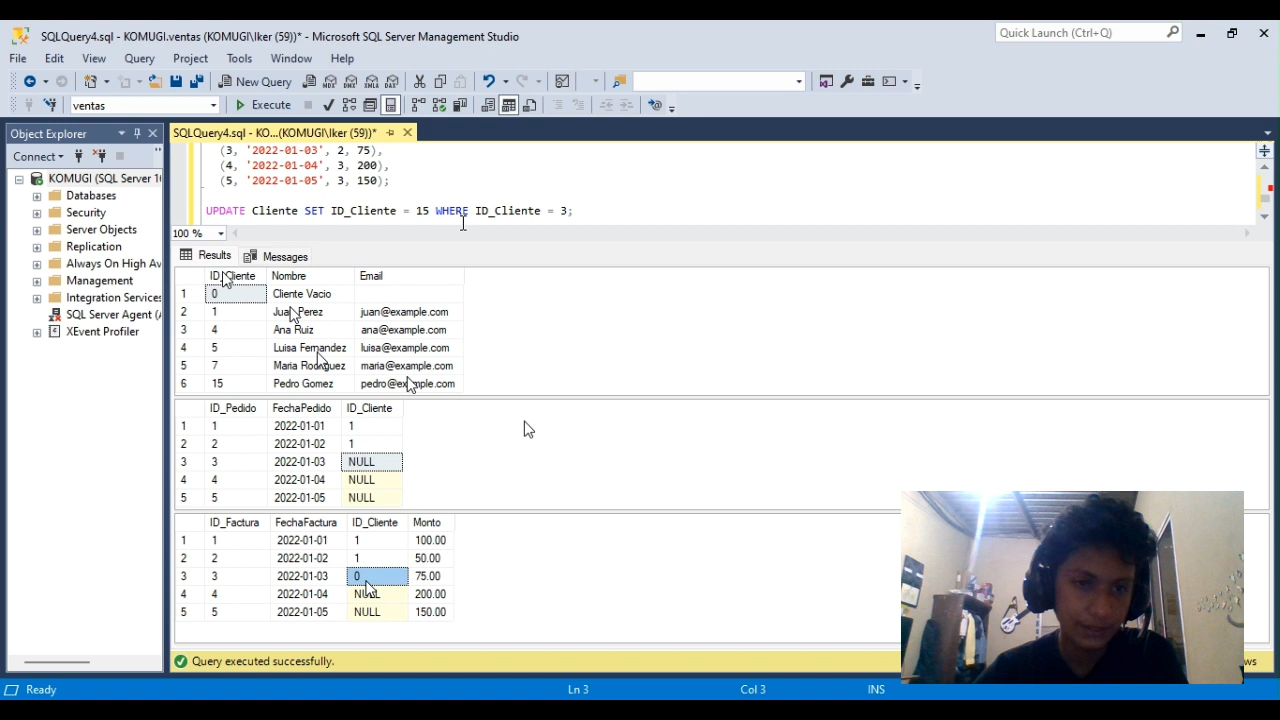 SQLQuery4.sql - KOMUGI.ventas (KOMUGI\Iker (59))* - Microsoft SQL Server Management Studio
Quick Launch (Ctrl+Q)
File Edit View Query Project Tools Window Help
New Query
ventas Execute
Object Explorer
SQLQuery4.sql - KO...(KOMUGI\Iker (59))*
Connect
KOMUGI (SQL Server 1
Databases
Security
Server Objects
Replication
Always On High Av
Management
Integration Services
SQL Server Agent (
XEvent Profiler
(3, '2022-01-03', 2, 75),
(4, '2022-01-04', 3, 200),
(5, '2022-01-05', 3, 150);
UPDATE Cliente SET ID_Cliente = 15 WHERE ID_Cliente = 3;
100 %
Results Messages
ID_Cliente Nombre Email
1 0 Cliente Vacio
2 1 Juan Perez juan@example.com
3 4 Ana Ruiz ana@example.com
4 5 Luisa Fernandez luisa@example.com
5 7 Maria Rodriguez maria@example.com
6 15 Pedro Gomez pedro@example.com
ID_Pedido FechaPedido ID_Cliente
1 1 2022-01-01 1
2 2 2022-01-02 1
3 3 2022-01-03 NULL
4 4 2022-01-04 NULL
5 5 2022-01-05 NULL
ID_Factura FechaFactura ID_Cliente Monto
1 1 2022-01-01 1 100.00
2 2 2022-01-02 1 50.00
3 3 2022-01-03 0 75.00
4 4 2022-01-04 NULL 200.00
5 5 2022-01-05 NULL 150.00
Query executed successfully.
Ready Ln 3 Col 3 INS